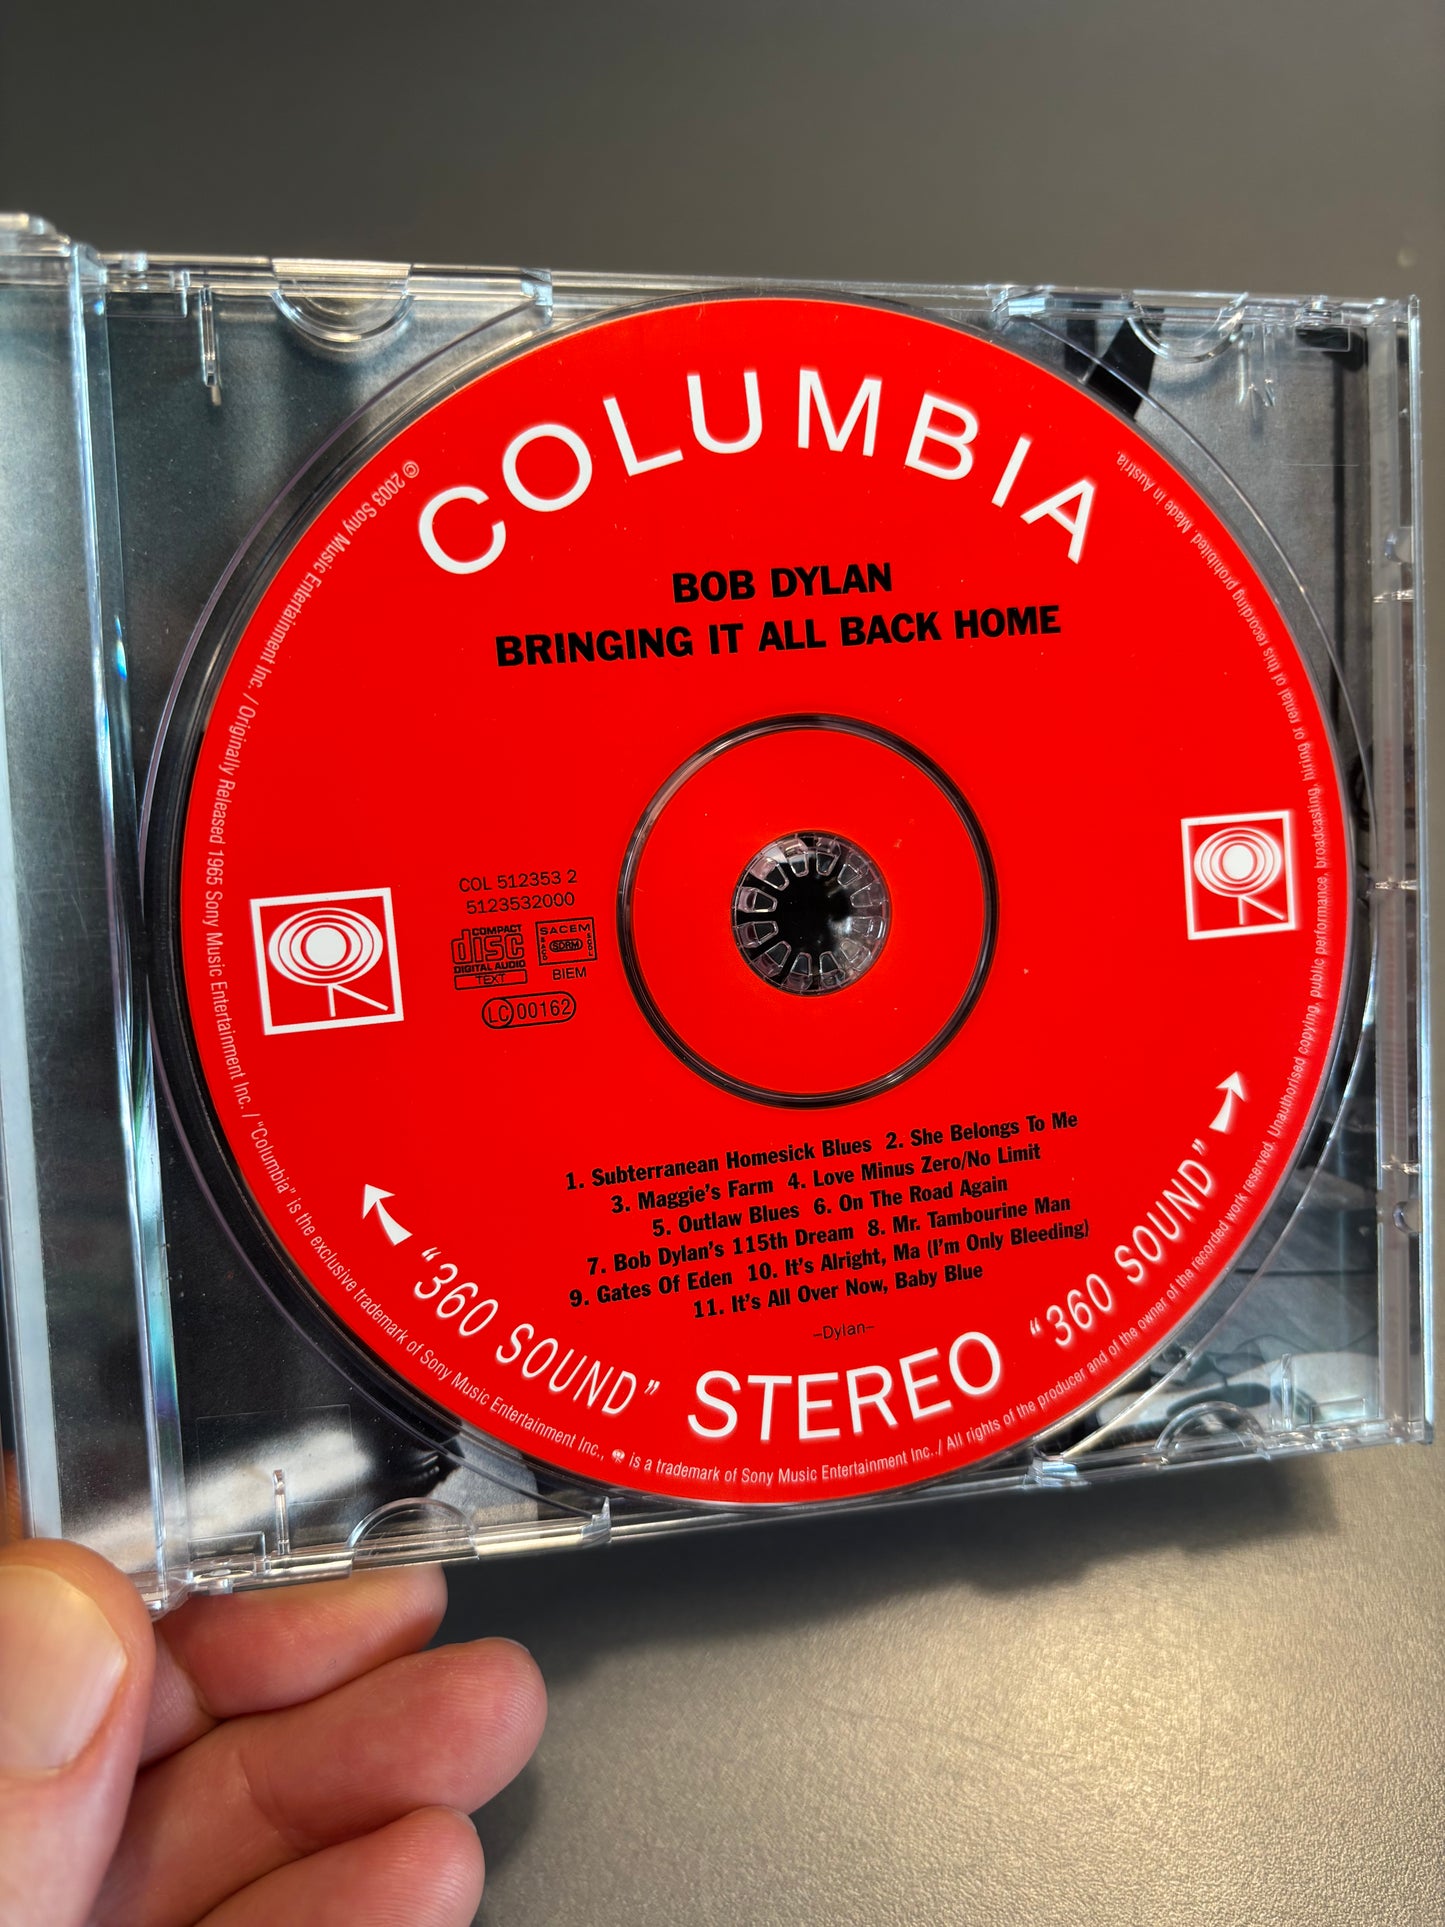 COLUMBIA
BOB DYLAN
BRINGING IT ALL BACK HOME
COL 512353 2
5123532000
COMPACT
disc
DIGITAL AUDIO
TEXT
SACEM
SDRM
SACD
SGDL
BIEM
LC 00162
1. Subterranean Homesick Blues 2. She Belongs To Me
3. Maggie's Farm 4. Love Minus Zero/No Limit
5. Outlaw Blues 6. On The Road Again
7. Bob Dylan's 115th Dream 8. Mr. Tambourine Man
9. Gates Of Eden 10. It's Alright, Ma (I'm Only Bleeding)
11. It's All Over Now, Baby Blue
–Dylan–
"360 SOUND" STEREO "360 SOUND"
© 2003 Sony Music Entertainment Inc. / Originally Released 1965 Sony Music Entertainment Inc. / "Columbia" is the exclusive trademark of Sony Music Entertainment Inc., is a trademark of Sony Music Entertainment Inc../ All rights of the producer and of the owner of the recorded work reserved. Unauthorised copying, public performance, broadcasting, hiring or rental of this recording prohibited. Made in Austria